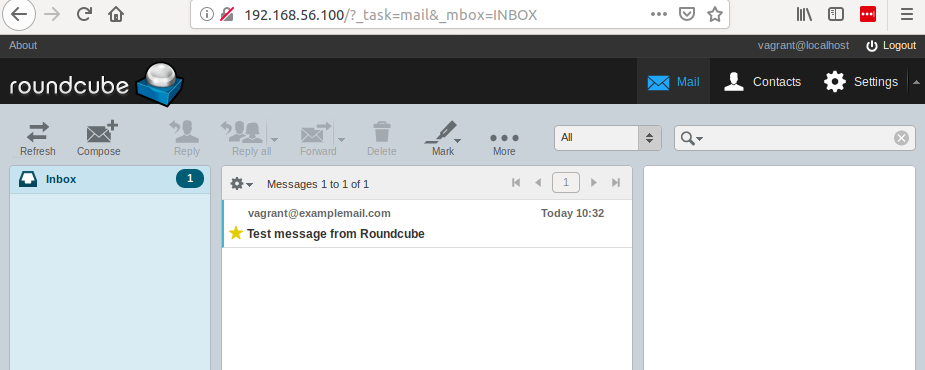 192.168.56.100/?_task=mail&_mbox=INBOX
About
vagrant@localhost
Logout
roundcube
Mail
Contacts
Settings
Refresh
Compose
Reply
Reply all
Forward
Delete
Mark
More
All
Inbox
1
Messages 1 to 1 of 1
1
vagrant@examplemail.com
Today 10:32
Test message from Roundcube